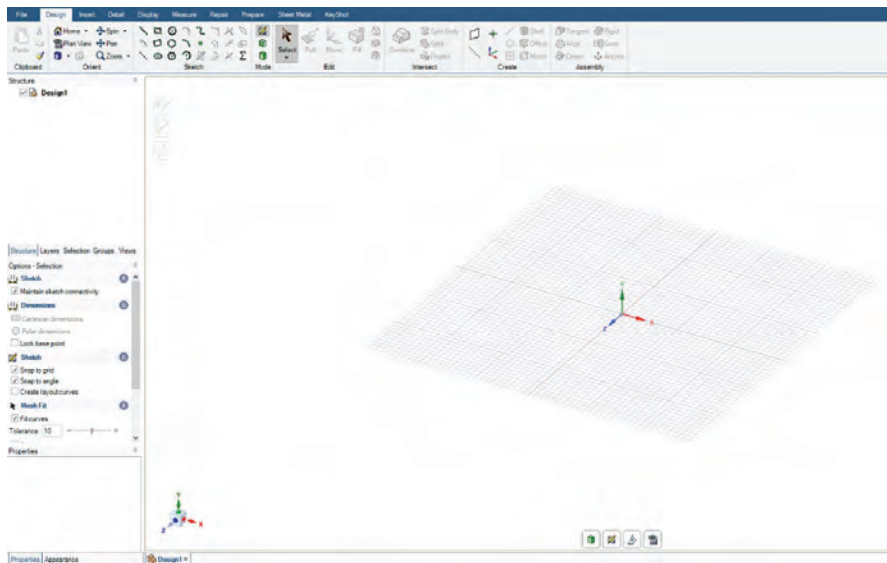 File Design Insert Detail Display Measure Repair Prepare Sheet Metal KeyShot
Home Spin
Plan View Pan
Zoom
Paste
Select Pull Move Fill
Combine
Split Body
Split
Project
Shell
Offset
Mirror
Tangent Rigid
Align Gear
Orient Anchor
Clipboard Orient Sketch Mode Edit Intersect Create Assembly
Structure
Design1
Structure Layers Selection Groups Views
Options - Selection
Sketch
Maintain sketch connectivity
Dimensions
Cartesian dimensions
Polar dimensions
Lock base point
Sketch
Snap to grid
Snap to angle
Create layout curves
Mesh Fit
Fit curves
Tolerance 10
Properties
Y
X
Z
Y
X
Z
Properties Appearance
Design1